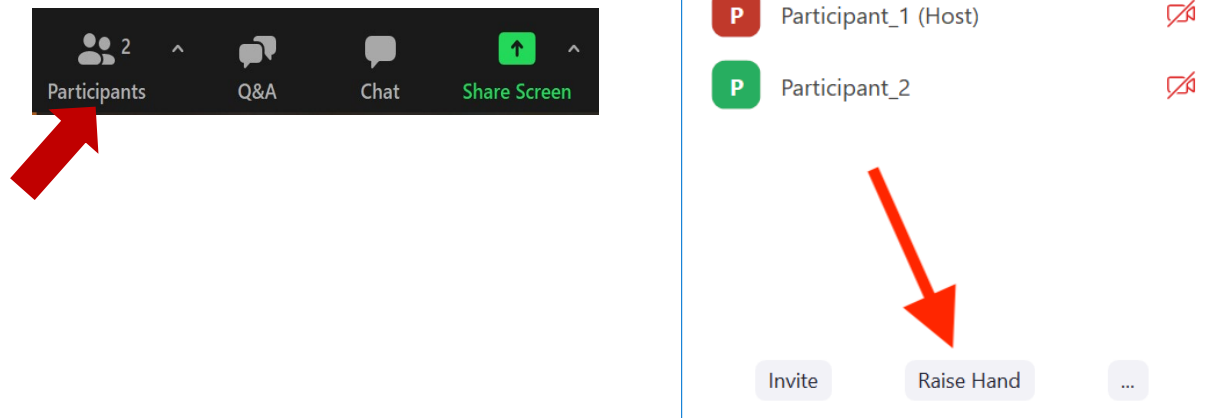 2
Participants
Q&A
Chat
Share Screen
P
Participant_1 (Host)
P
Participant_2
Invite
Raise Hand
...